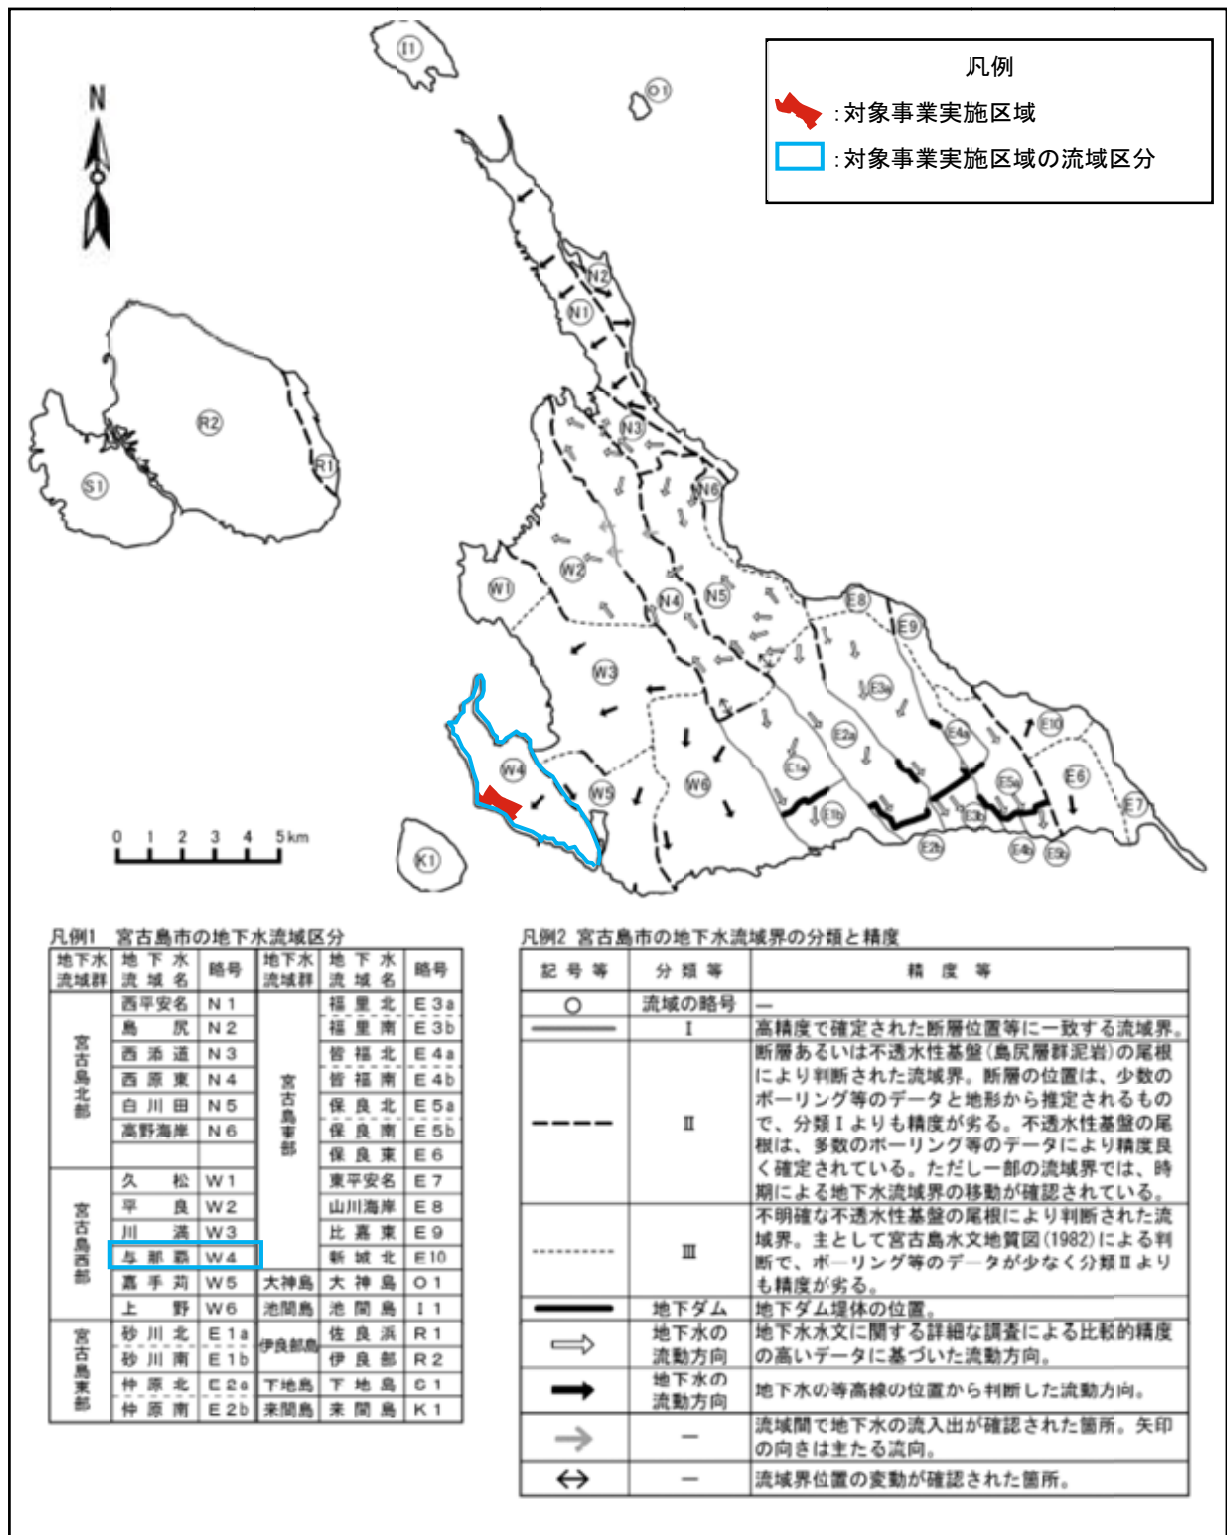 凡例
:対象事業実施区域
:対象事業実施区域の流域区分
N
I1
O1
N2
N1
R2
R1
S1
N3
N6
W2
W1
N4
N5
E8
E9
W3
E3a
E10
E2a
E4a
W4
E1a
E5a
E6
W5
W6
E7
E1b
E3b
K1
E2b
E4b
E5b
0 1 2 3 4 5km
凡例1 宮古島市の地下水流域区分
地下水流域群 地下水流域名 略号 地下水流域群 地下水流域名 略号
宮古島北部 西平安名 N1 宮古島東部 福里北 E3a
島尻 N2 福里南 E3b
西添道 N3 皆福北 E4a
西原東 N4 皆福南 E4b
白川田 N5 保良北 E5a
高野海岸 N6 保良南 E5b
保良東 E6
宮古島西部 久松 W1 東平安名 E7
平良 W2 山川海岸 E8
川満 W3 比嘉東 E9
与那覇 W4 新城北 E10
嘉手苅 W5 大神島 大神島 O1
上野 W6 池間島 池間島 I1
宮古島東部 砂川北 E1a 伊良部島 佐良浜 R1
砂川南 E1b 伊良部 R2
仲原北 E2a 下地島 下地島 C1
仲原南 E2b 来間島 来間島 K1
凡例2 宮古島市の地下水流域界の分類と精度
記号等 分類等 精度等
流域の略号 —
I 高精度で確定された断層位置等に一致する流域界。
II 断層あるいは不透水性基盤(島尻層群泥岩)の尾根
により判断された流域界。断層の位置は、少数の
ボーリング等のデータと地形から推定されるもの
で、分類Ⅰよりも精度が劣る。不透水性基盤の尾
根は、多数のボーリング等のデータにより精度良
く確定されている。ただし一部の流域界では、時
期による地下水流域界の移動が確認されている。
III 不明確な不透水性基盤の尾根により判断された流
域界。主として宮古島水文地質図(1982)による判
断で、ボーリング等のデータが少なく分類Ⅱより
も精度が劣る。
地下ダム 地下ダム堤体の位置。
地下水の流動方向 地下水水文に関する詳細な調査による比較的精度
の高いデータに基づいた流動方向。
地下水の流動方向 地下水の等高線の位置から判断した流動方向。
— 流域間で地下水の流入出が確認された箇所。矢印
の向きは主たる流向。
— 流域界位置の変動が確認された箇所。